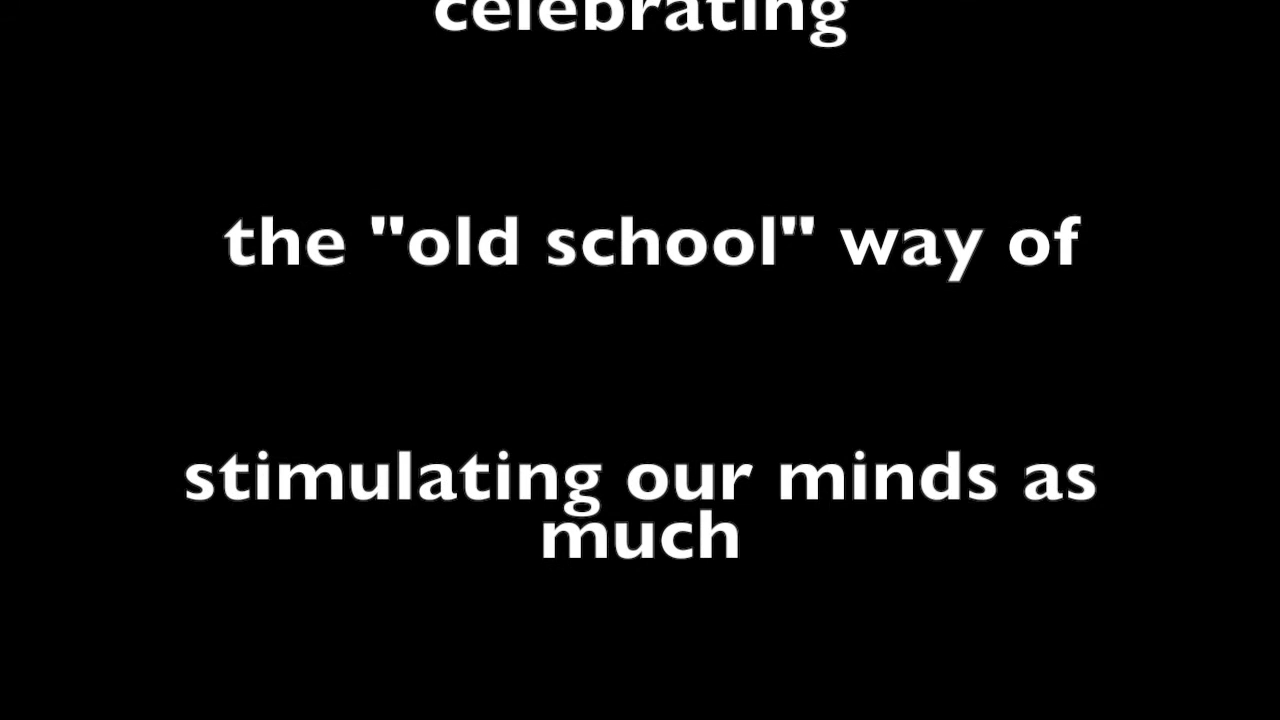 celebrating
the "old school" way of
stimulating our minds as
much